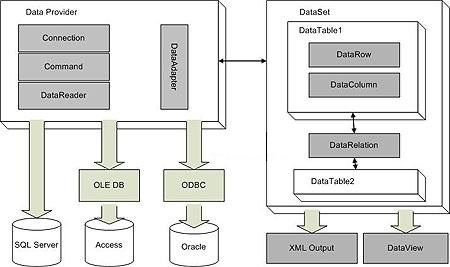 Data Provider
Connection
Command
DataReader
DataAdapter
OLE DB
ODBC
SQL Server
Access
Oracle
DataSet
DataTable1
DataRow
DataColumn
DataRelation
DataTable2
XML Output
DataView